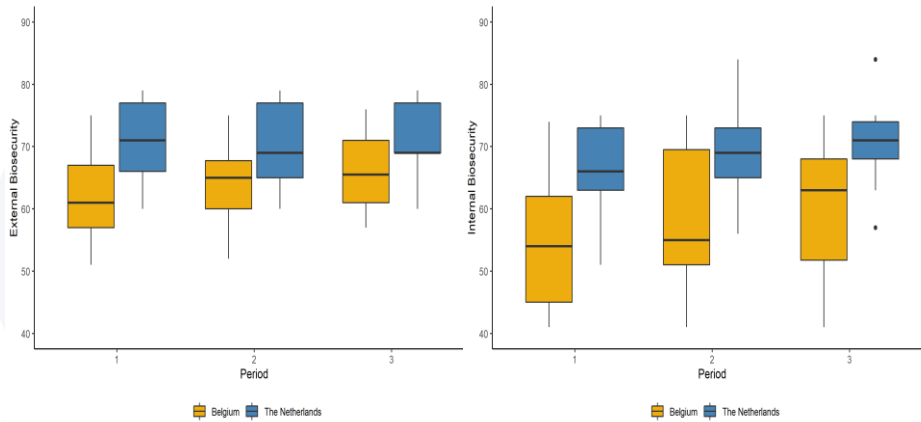 90
80
70
60
50
40
External Biosecurity
1 2 3
Period
Belgium The Netherlands
90
80
70
60
50
40
Internal Biosecurity
1 2 3
Period
Belgium The Netherlands